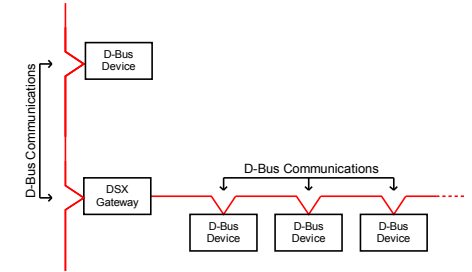 D-Bus
Device
D-Bus Communications
DSX
Gateway
D-Bus Communications
D-Bus
Device
D-Bus
Device
D-Bus
Device